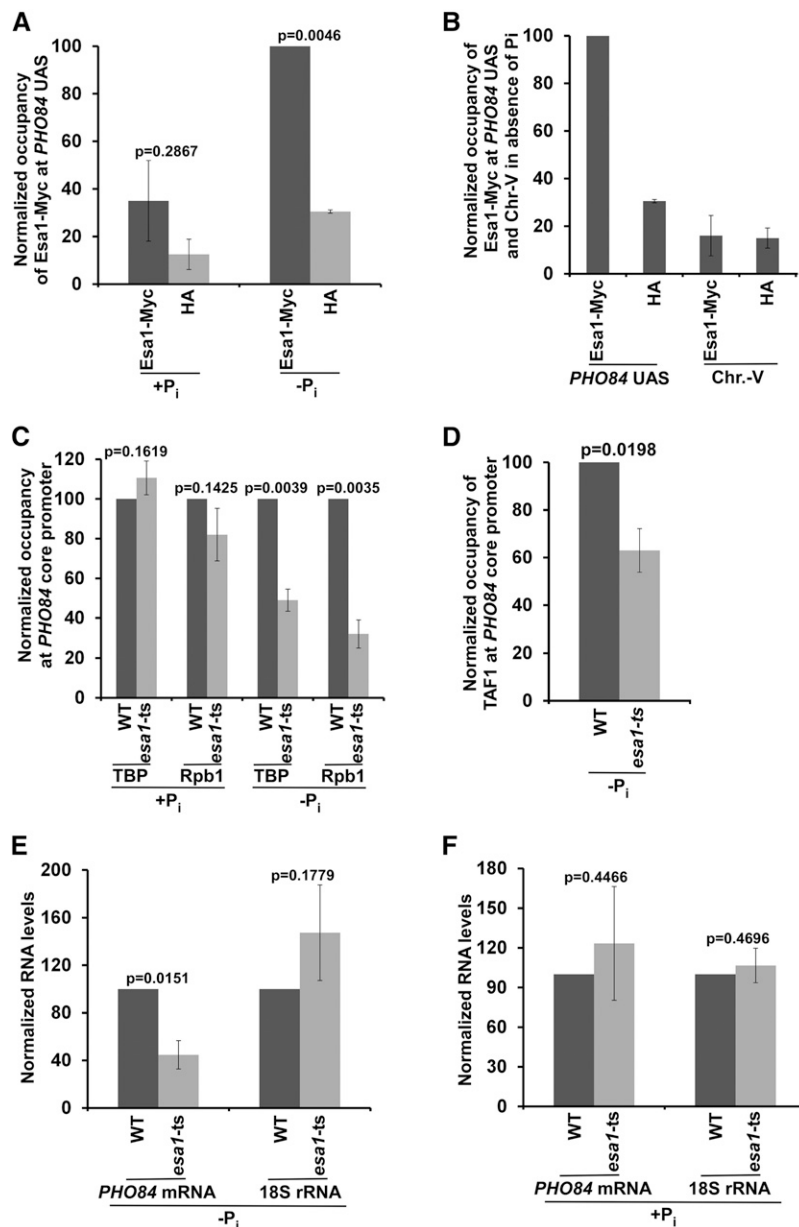 A
Normalized occupancy
of Esa1-Myc at PHO84 UAS
100
80
60
40
20
0
p=0.2867
p=0.0046
Esa1-Myc
HA
Esa1-Myc
HA
+Pi
-Pi
B
Normalized occupancy of
Esa1-Myc at PHO84 UAS
and Chr-V in absence of Pi
100
80
60
40
20
0
Esa1-Myc
HA
Esa1-Myc
HA
PHO84 UAS
Chr.-V
C
Normalized occupancy
at PHO84 core promoter
120
100
80
60
40
20
0
p=0.1619
p=0.1425
p=0.0039
p=0.0035
WT
esa1-ts
WT
esa1-ts
WT
esa1-ts
WT
esa1-ts
TBP
Rpb1
TBP
Rpb1
+Pi
-Pi
D
Normalized occupancy of
TAF1 at PHO84 core promoter
100
80
60
40
20
0
p=0.0198
WT
esa1-ts
-Pi
E
Normalized RNA levels
200
160
120
80
40
0
p=0.0151
p=0.1779
WT
esa1-ts
WT
esa1-ts
PHO84 mRNA
18S rRNA
-Pi
F
Normalized RNA levels
180
150
120
90
60
30
0
p=0.4466
p=0.4696
WT
esa1-ts
WT
esa1-ts
PHO84 mRNA
18S rRNA
+Pi